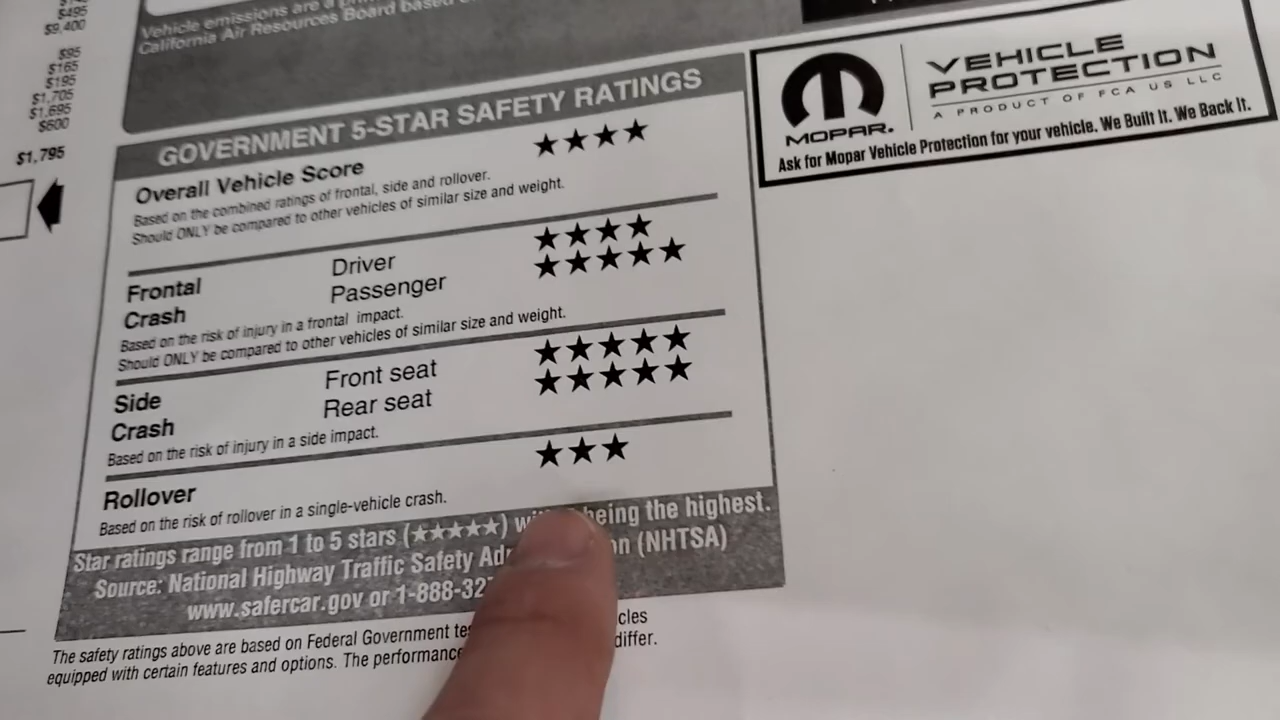 $495
$9,400
$95
$165
$195
$1,705
$1,695
$600
$1,795
Vehicle emissions are a
California Air Resources Board based
GOVERNMENT 5-STAR SAFETY RATINGS
Overall Vehicle Score ★★★★
Based on the combined ratings of frontal, side and rollover.
Should ONLY be compared to other vehicles of similar size and weight.
Frontal Driver ★★★★
Crash Passenger ★★★★★
Based on the risk of injury in a frontal impact.
Should ONLY be compared to other vehicles of similar size and weight.
Side Front seat ★★★★★
Crash Rear seat ★★★★★
Based on the risk of injury in a side impact.
Rollover ★★★
Based on the risk of rollover in a single-vehicle crash.
Star ratings range from 1 to 5 stars (★★★★★) being the highest.
Source: National Highway Traffic Safety (NHTSA)
www.safercar.gov or 1-888-32
The safety ratings above are based on Federal Government
equipped with certain features and options. The performance differ.
MOPAR.
VEHICLE
PROTECTION
A PRODUCT OF FCA US LLC
Ask for Mopar Vehicle Protection for your vehicle. We Built It. We Back It.